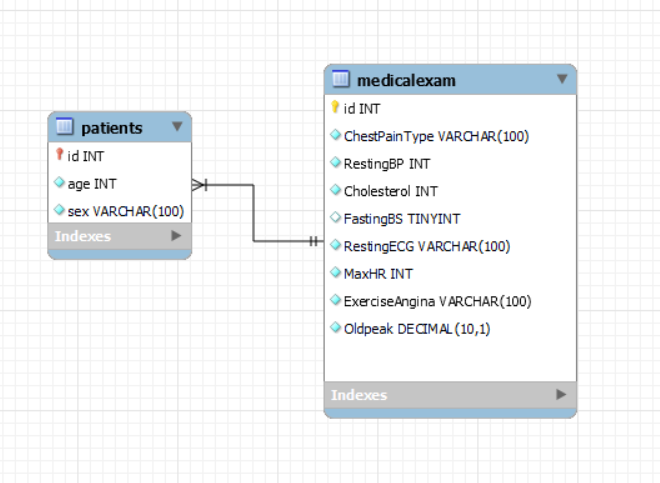 patients
id INT
age INT
sex VARCHAR(100)
Indexes
medicalexam
id INT
ChestPainType VARCHAR(100)
RestingBP INT
Cholesterol INT
FastingBS TINYINT
RestingECG VARCHAR(100)
MaxHR INT
ExerciseAngina VARCHAR(100)
Oldpeak DECIMAL(10,1)
Indexes